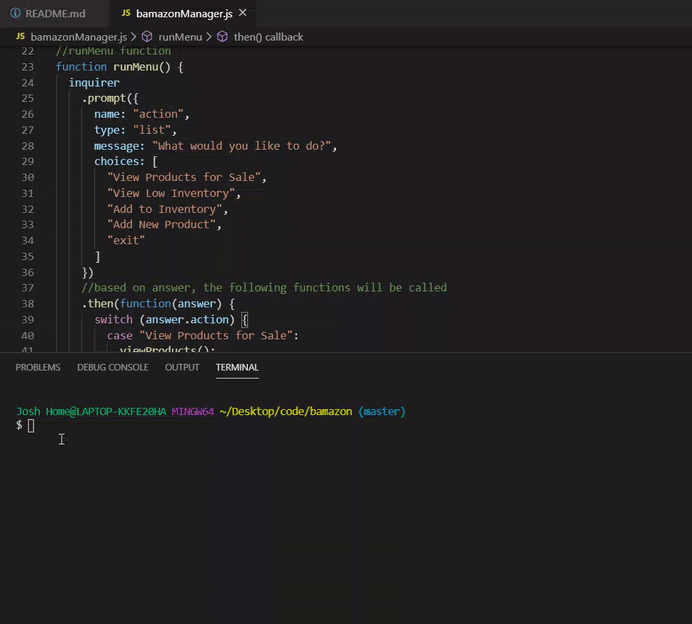 README.md
JS bamazonManager.js
JS bamazonManager.js > runMenu > then() callback
22 //runMenu function
23 function runMenu() {
24 inquirer
25 .prompt({
26 name: "action",
27 type: "list",
28 message: "What would you like to do?",
29 choices: [
30 "View Products for Sale",
31 "View Low Inventory",
32 "Add to Inventory",
33 "Add New Product",
34 "exit"
35 ]
36 })
37 //based on answer, the following functions will be called
38 .then(function(answer) {
39 switch (answer.action) {
40 case "View Products for Sale":
41 viewProducts();
PROBLEMS DEBUG CONSOLE OUTPUT TERMINAL
Josh Home@LAPTOP-KKFE20HA MINGW64 ~/Desktop/code/bamazon (master)
$